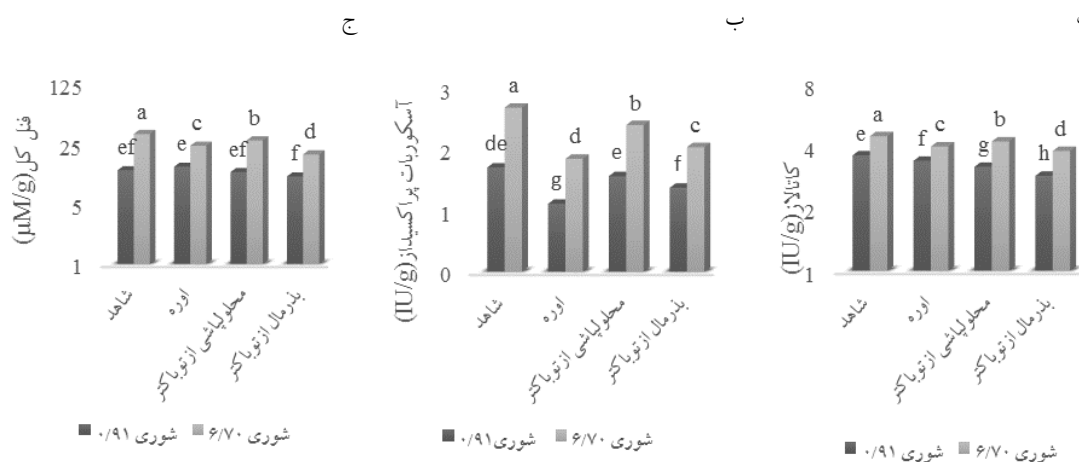 ب
ج
8
4
2
1
کاتالاز(IU/g)
e
a
f
c
g
b
h
d
شاهد
اوره
محلولپاشی ازتوباکتر
بذرمال ازتوباکتر
شوری ۰/۹۱
شوری ۶/۷۰
3
2
1
0
آسکوربات پراکسیداز(IU/g)
de
a
g
d
e
b
f
c
شاهد
اوره
محلولپاشی ازتوباکتر
بذرمال ازتوباکتر
شوری ۰/۹۱
شوری ۶/۷۰
125
25
5
1
فنل کل(µM/g)
ef
a
e
c
ef
b
f
d
شاهد
اوره
محلولپاشی ازتوباکتر
بذرمال ازتوباکتر
شوری ۰/۹۱
شوری ۶/۷۰